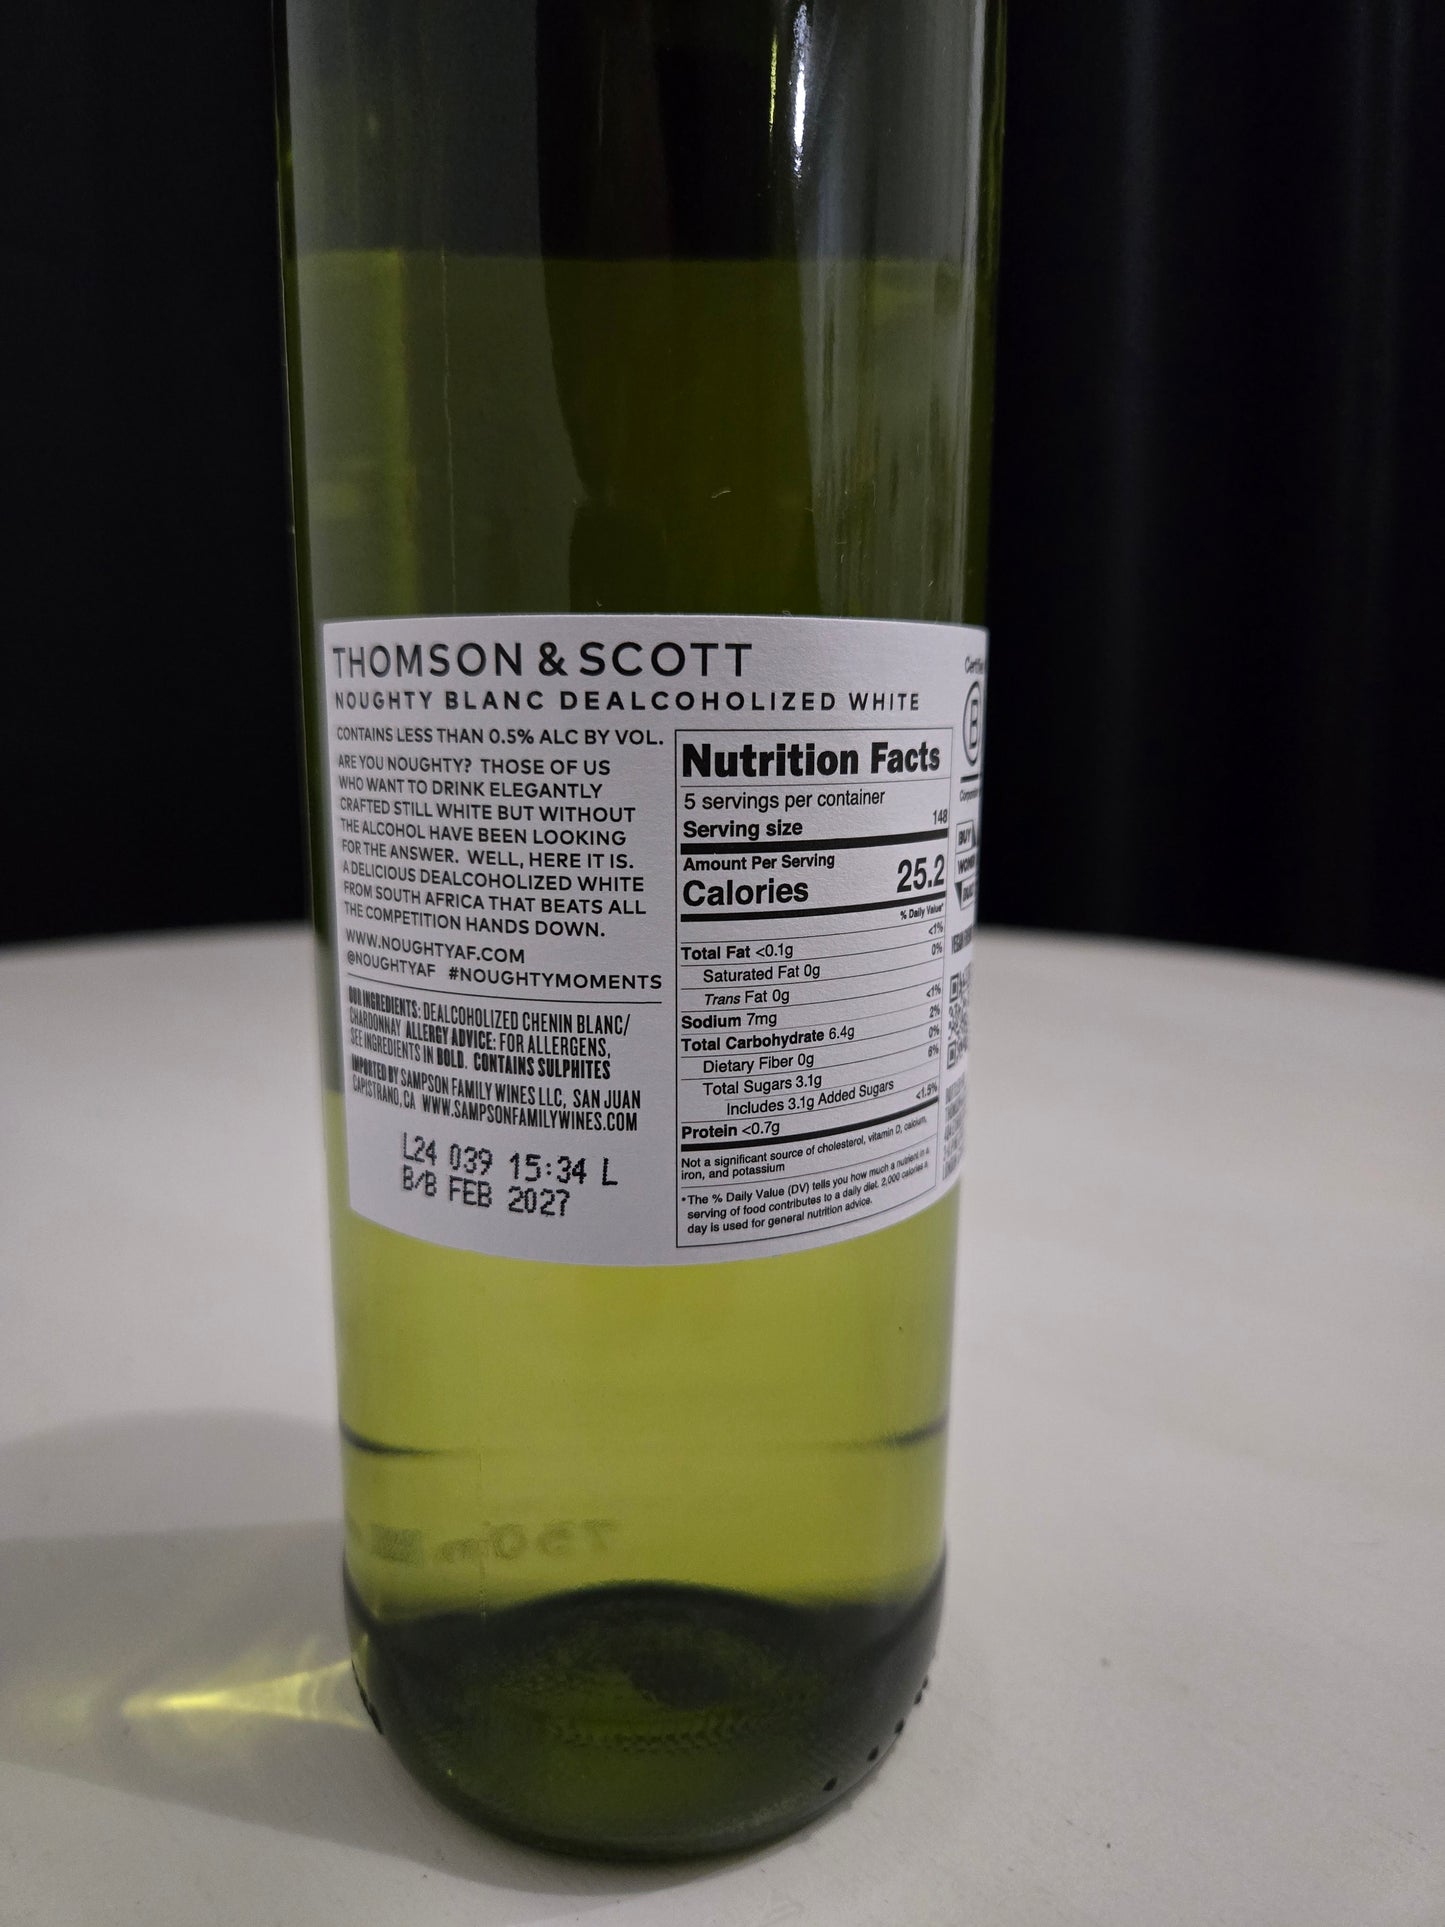 THOMSON & SCOTT
NOUGHTY BLANC DEALCOHOLIZED WHITE
CONTAINS LESS THAN 0.5% ALC BY VOL.
ARE YOU NOUGHTY? THOSE OF US
WHO WANT TO DRINK ELEGANTLY
CRAFTED STILL WHITE BUT WITHOUT
THE ALCOHOL HAVE BEEN LOOKING
FOR THE ANSWER. WELL, HERE IT IS.
A DELICIOUS DEALCOHOLIZED WHITE
FROM SOUTH AFRICA THAT BEATS ALL
THE COMPETITION HANDS DOWN.
WWW.NOUGHTYAF.COM
@NOUGHTYAF #NOUGHTYMOMENTS
OUR INGREDIENTS: DEALCOHOLIZED CHENIN BLANC/
CHARDONNAY ALLERGY ADVICE: FOR ALLERGENS,
SEE INGREDIENTS IN BOLD. CONTAINS SULPHITES
IMPORTED BY SAMPSON FAMILY WINES LLC, SAN JUAN
CAPISTRANO, CA WWW.SAMPSONFAMILYWINES.COM
L24 039 15:34 L
B/B FEB 2027
Nutrition Facts
5 servings per container
Serving size 148
Amount Per Serving
Calories 25.2
% Daily Value*
Total Fat <0.1g <1%
Saturated Fat 0g 0%
Trans Fat 0g
Sodium 7mg <1%
Total Carbohydrate 6.4g 2%
Dietary Fiber 0g 0%
Total Sugars 3.1g
Includes 3.1g Added Sugars 6%
Protein <0.7g <1.5%
Not a significant source of cholesterol, vitamin D, calcium,
iron, and potassium
*The % Daily Value (DV) tells you how much a nutrient in a
serving of food contributes to a daily diet. 2,000 calories a
day is used for general nutrition advice.
B
BUY